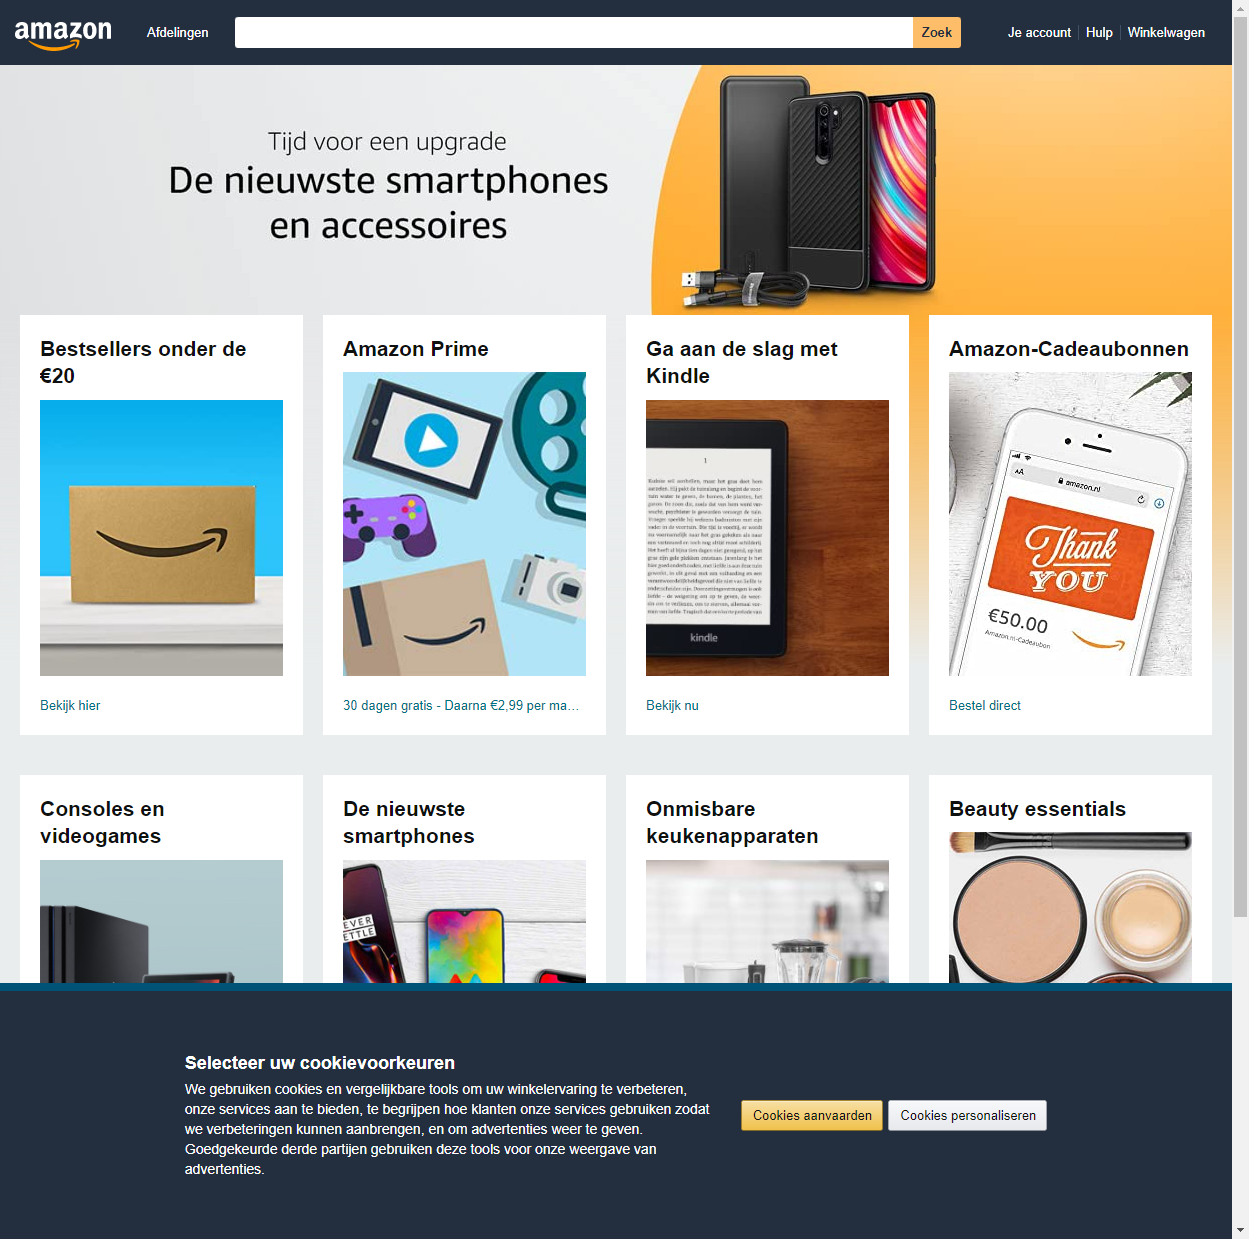 amazon
Afdelingen
Zoek
Je account
Hulp
Winkelwagen
Tijd voor een upgrade
De nieuwste smartphones
en accessoires
Bestsellers onder de
€20
Bekijk hier
Amazon Prime
30 dagen gratis - Daarna €2,99 per ma…
Ga aan de slag met
Kindle
1
kindle
Bekijk nu
Amazon-Cadeaubonnen
AA
amazon.nl
Thank
YOU
€50.00
Amazon.nl-Cadeaubon
Bestel direct
Consoles en
videogames
De nieuwste
smartphones
Onmisbare
keukenapparaten
Beauty essentials
Selecteer uw cookievoorkeuren
We gebruiken cookies en vergelijkbare tools om uw winkelervaring te verbeteren,
onze services aan te bieden, te begrijpen hoe klanten onze services gebruiken zodat
we verbeteringen kunnen aanbrengen, en om advertenties weer te geven.
Goedgekeurde derde partijen gebruiken deze tools voor onze weergave van
advertenties.
Cookies aanvaarden
Cookies personaliseren